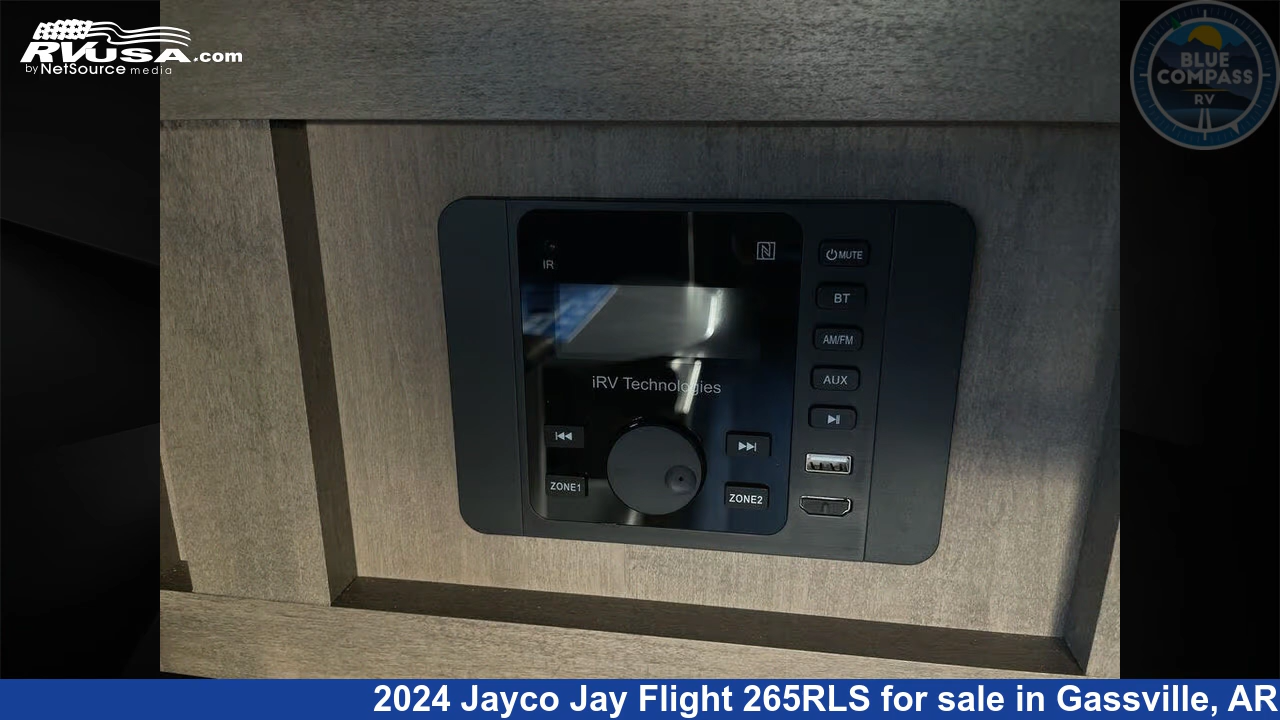 RVUSA.com
by NetSource media
BLUE
COMPASS
RV
IR
N
MUTE
BT
AM/FM
iRV Technologies
AUX
ZONE1
ZONE2
2024 Jayco Jay Flight 265RLS for sale in Gassville, AR